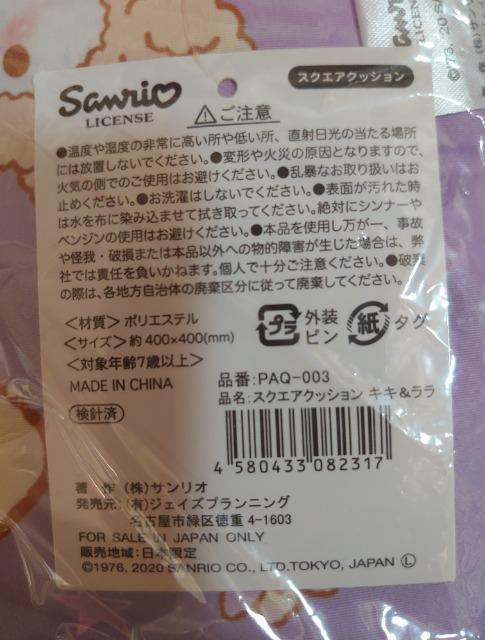 Sanrio
LICENSE
スクエアクッション
⚠ご注意
●温度や湿度の非常に高い所や低い所、直射日光の当たる場所
には放置しないでください。●変形や火災の原因となりますので、
火気の側でのご使用はお避けください。●乱暴なお取り扱いはお
止めください。●お洗濯はしないでください。●表面が汚れた時
は水を布に染み込ませて拭き取ってください。絶対にシンナーや
ベンジンの使用はお避けください。●本品を使用し万が一、事故
や怪我・破損または本品以外への物的障害が生じた場合は、弊
社では責任を負いかねます。個人で十分ご注意ください。●破棄
の際は、各地方自治体の廃棄区分に従って廃棄してください。
<材質> ポリエステル
<サイズ> 約 400×400(mm)
<対象年齢7歳以上>
MADE IN CHINA
検針済
プラ 外装 ピン
紙 タグ
品番: PAQ-003
品名: スクエアクッション キキ&ララ
4 580433 082317
著 作 (株)サンリオ
発売元: (有)ジェイズプランニング
名古屋市緑区徳重 4-1603
FOR SALE IN JAPAN ONLY
販売地域: 日本限定
©1976, 2020 SANRIO CO., LTD.TOKYO, JAPAN Ⓛ